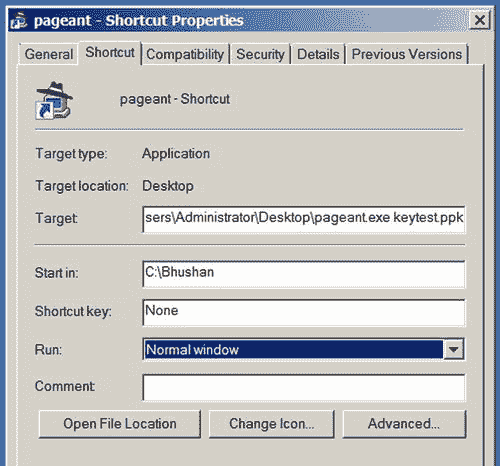 pageant - Shortcut Properties
General Shortcut Compatibility Security Details Previous Versions
pageant - Shortcut
Target type: Application
Target location: Desktop
Target: sers\Administrator\Desktop\pageant.exe keytest.ppk
Start in: C:\Bhushan
Shortcut key: None
Run: Normal window
Comment:
Open File Location Change Icon... Advanced...